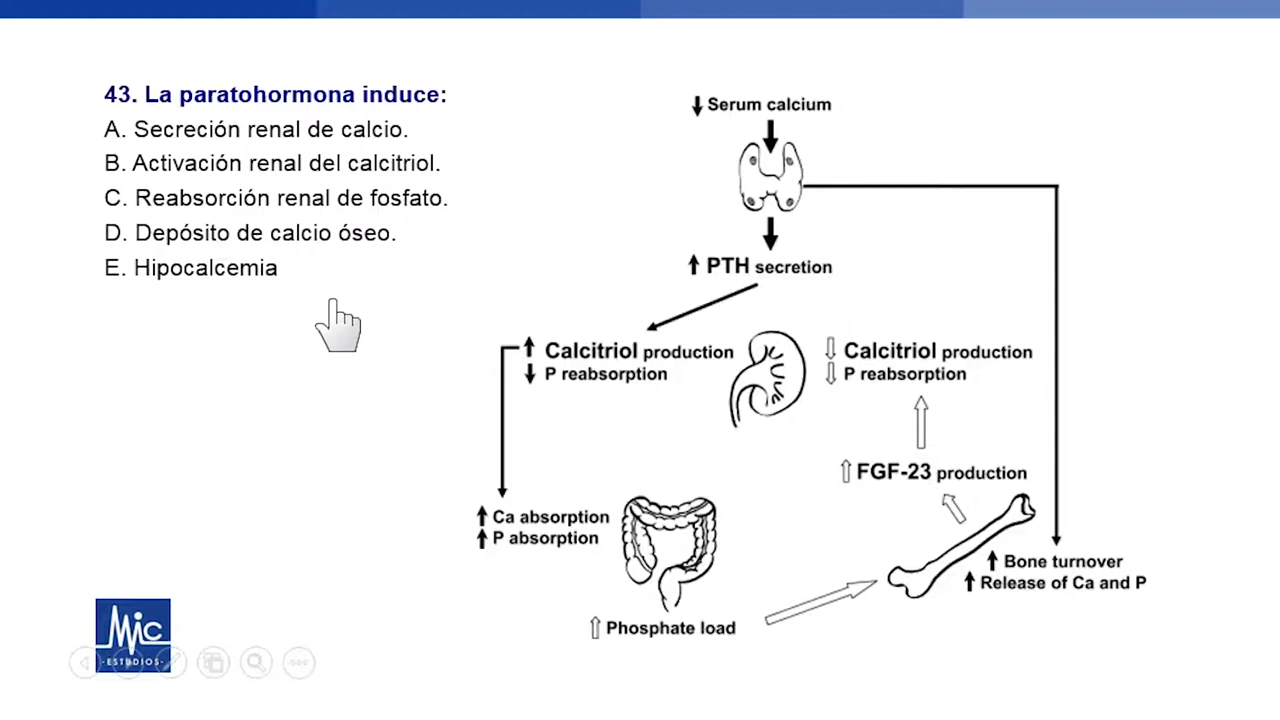 43. La paratohormona induce:
A. Secreción renal de calcio.
B. Activación renal del calcitriol.
C. Reabsorción renal de fosfato.
D. Depósito de calcio óseo.
E. Hipocalcemia
↓ Serum calcium
↑ PTH secretion
↑ Calcitriol production
↓ P reabsorption
⇩ Calcitriol production
⇩ P reabsorption
⇧ FGF-23 production
↑ Ca absorption
↑ P absorption
↑ Bone turnover
↑ Release of Ca and P
⇧ Phosphate load
Mic
·ESTUDIOS·